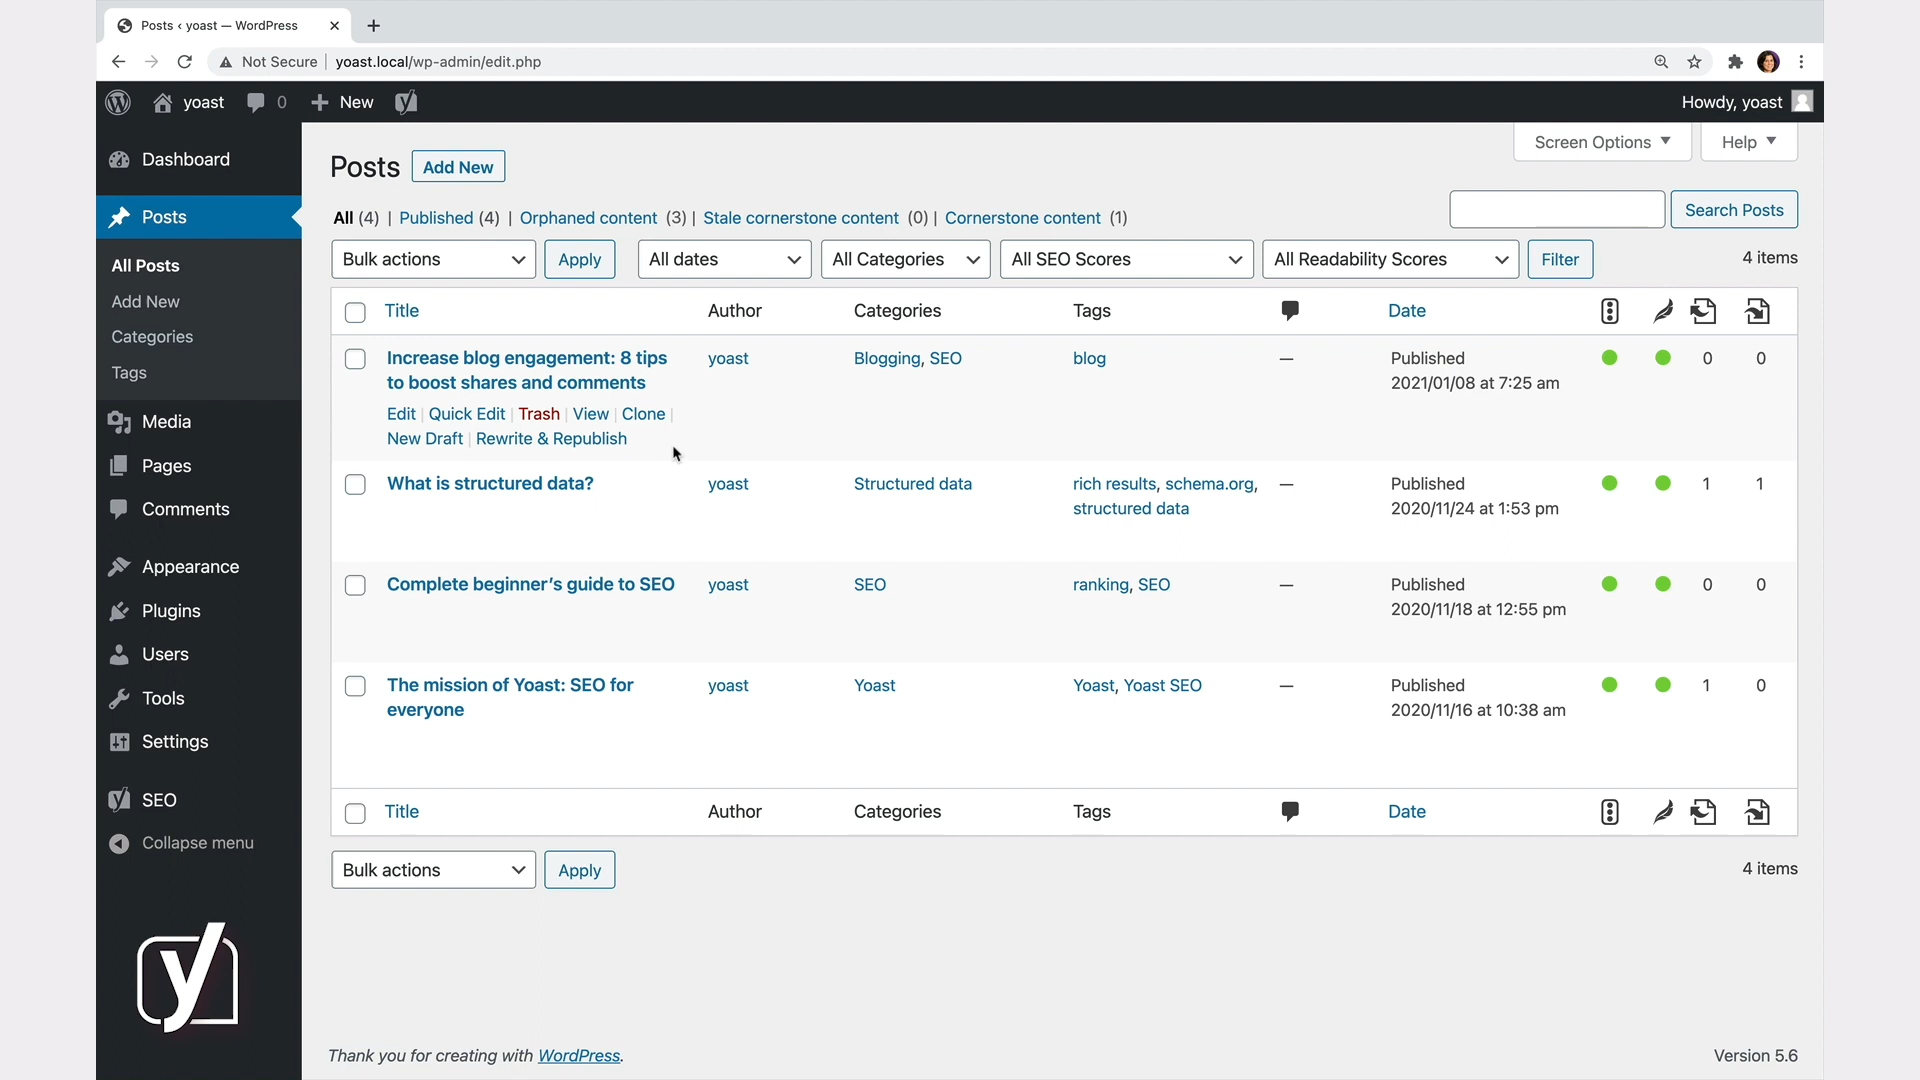 Posts ‹ yoast — WordPress
Not Secure | yoast.local/wp-admin/edit.php
yoast 0 New Howdy, yoast
Screen Options Help
Dashboard
Posts
All Posts
Add New
Categories
Tags
Media
Pages
Comments
Appearance
Plugins
Users
Tools
Settings
SEO
Collapse menu
Posts Add New
All (4) | Published (4) | Orphaned content (3) | Stale cornerstone content (0) | Cornerstone content (1)
Search Posts
Bulk actions Apply All dates All Categories All SEO Scores All Readability Scores Filter 4 items
Title Author Categories Tags Date
Increase blog engagement: 8 tips yoast Blogging, SEO blog — Published 0 0
to boost shares and comments 2021/01/08 at 7:25 am
Edit | Quick Edit | Trash | View | Clone |
New Draft | Rewrite & Republish
What is structured data? yoast Structured data rich results, schema.org, — Published 1 1
structured data 2020/11/24 at 1:53 pm
Complete beginner’s guide to SEO yoast SEO ranking, SEO — Published 0 0
2020/11/18 at 12:55 pm
The mission of Yoast: SEO for yoast Yoast Yoast, Yoast SEO — Published 1 0
everyone 2020/11/16 at 10:38 am
Title Author Categories Tags Date
Bulk actions Apply 4 items
y
Thank you for creating with WordPress. Version 5.6